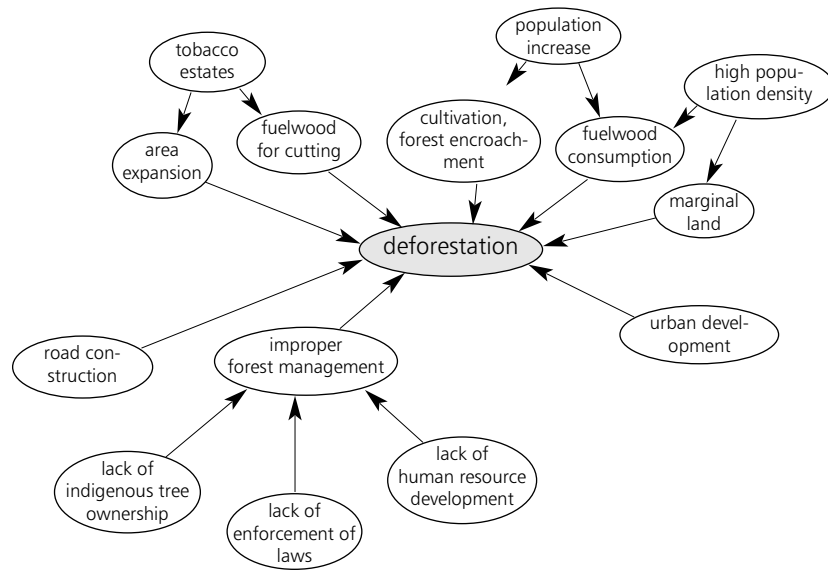 population
increase
tobacco
estates
high popu-
lation density
cultivation,
forest encroach-
ment
fuelwood
for cutting
fuelwood
consumption
area
expansion
marginal
land
deforestation
urban devel-
opment
road con-
struction
improper
forest management
lack of
indigenous tree
ownership
lack of
human resource
development
lack of
enforcement of
laws